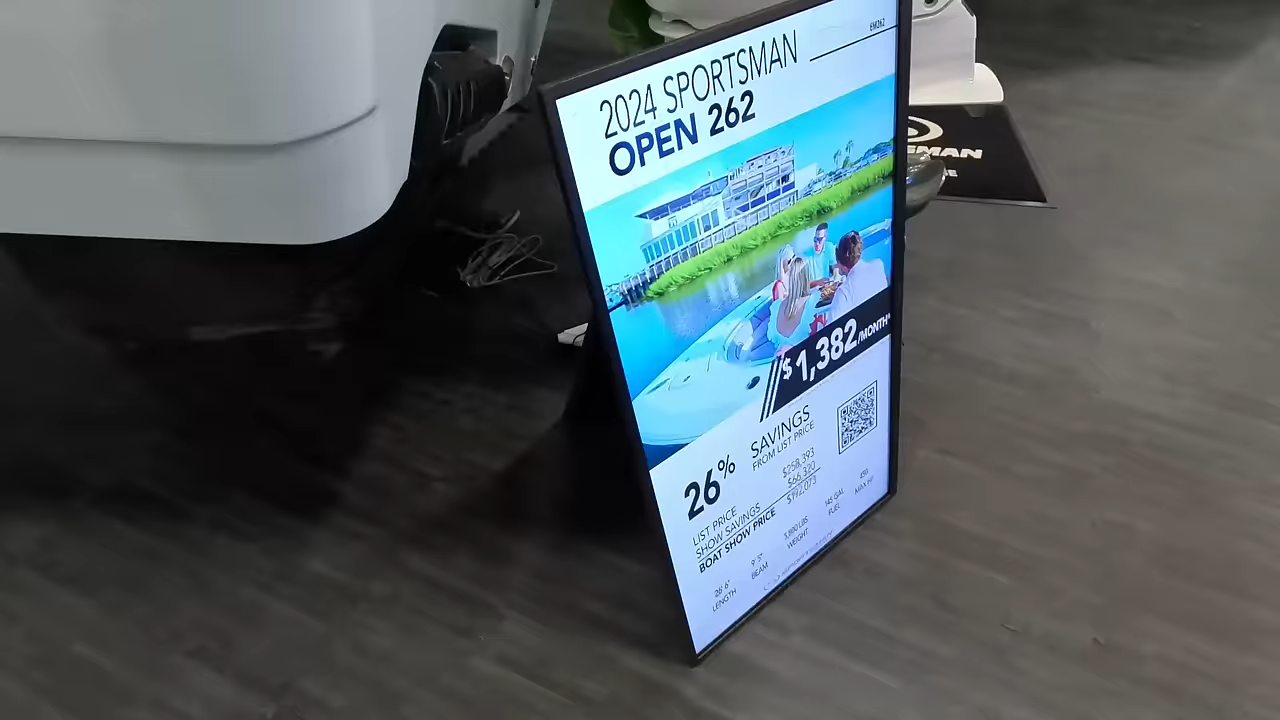 EM262
2024 SPORTSMAN
OPEN 262
$1,382/MONTH*
26% SAVINGS
FROM LIST PRICE
LIST PRICE $258,393
SHOW SAVINGS $66,320
BOAT SHOW PRICE $192,073
26' 6" LENGTH
9' 5" BEAM
LBS WEIGHT
145 GAL FUEL
450 MAX HP
SMAN